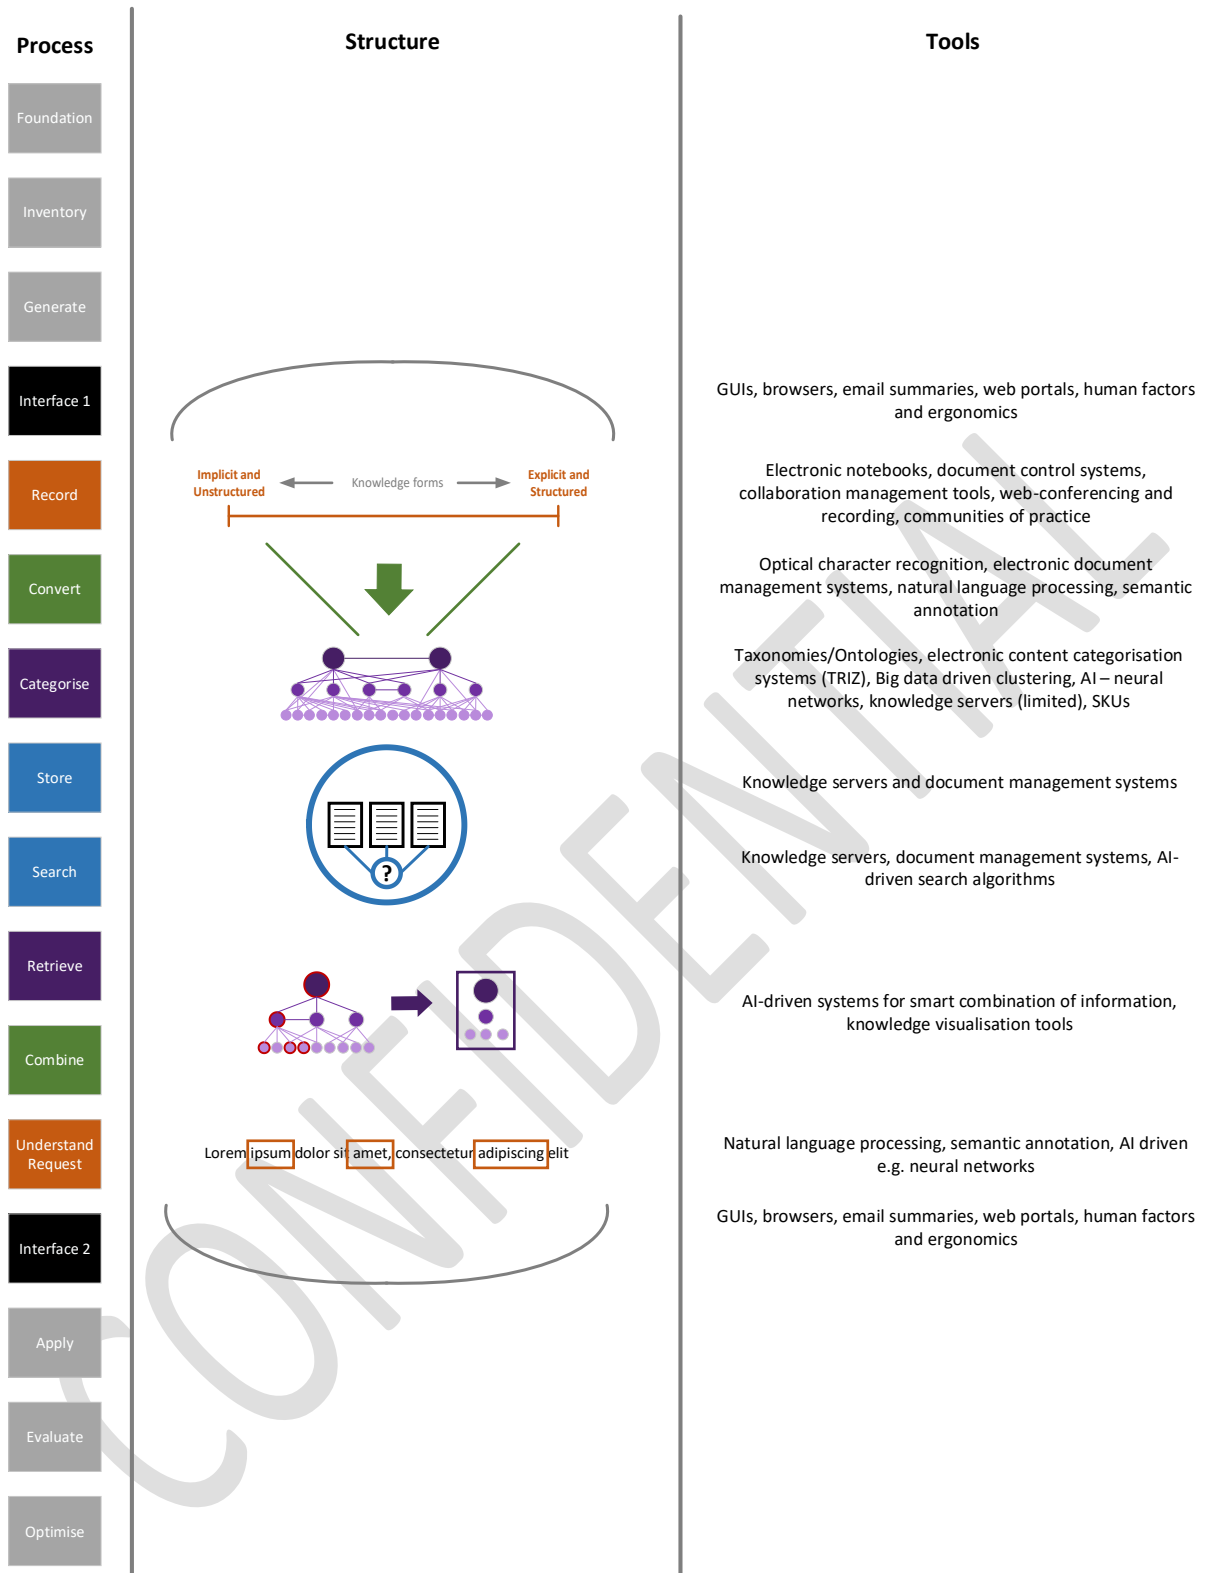 Process
Structure
Tools
Foundation
Inventory
Generate
Interface 1
GUIs, browsers, email summaries, web portals, human factors
and ergonomics
Record
Implicit and
Unstructured
Knowledge forms
Explicit and
Structured
Electronic notebooks, document control systems,
collaboration management tools, web-conferencing and
recording, communities of practice
Convert
Optical character recognition, electronic document
management systems, natural language processing, semantic
annotation
Categorise
Taxonomies/Ontologies, electronic content categorisation
systems (TRIZ), Big data driven clustering, AI – neural
networks, knowledge servers (limited), SKUs
Store
Knowledge servers and document management systems
Search
?
Knowledge servers, document management systems, AI-
driven search algorithms
Retrieve
AI-driven systems for smart combination of information,
knowledge visualisation tools
Combine
Understand
Request
Lorem ipsum dolor sit amet, consectetur adipiscing elit
Natural language processing, semantic annotation, AI driven
e.g. neural networks
Interface 2
GUIs, browsers, email summaries, web portals, human factors
and ergonomics
Apply
Evaluate
Optimise
CONFIDENTIAL